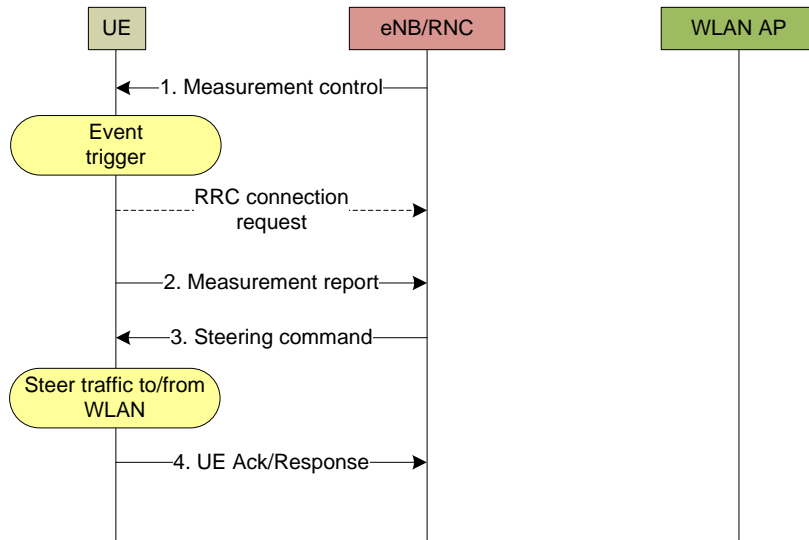 UE
eNB/RNC
WLAN AP
1. Measurement control
Event
trigger
RRC connection
request
2. Measurement report
3. Steering command
Steer traffic to/from
WLAN
4. UE Ack/Response